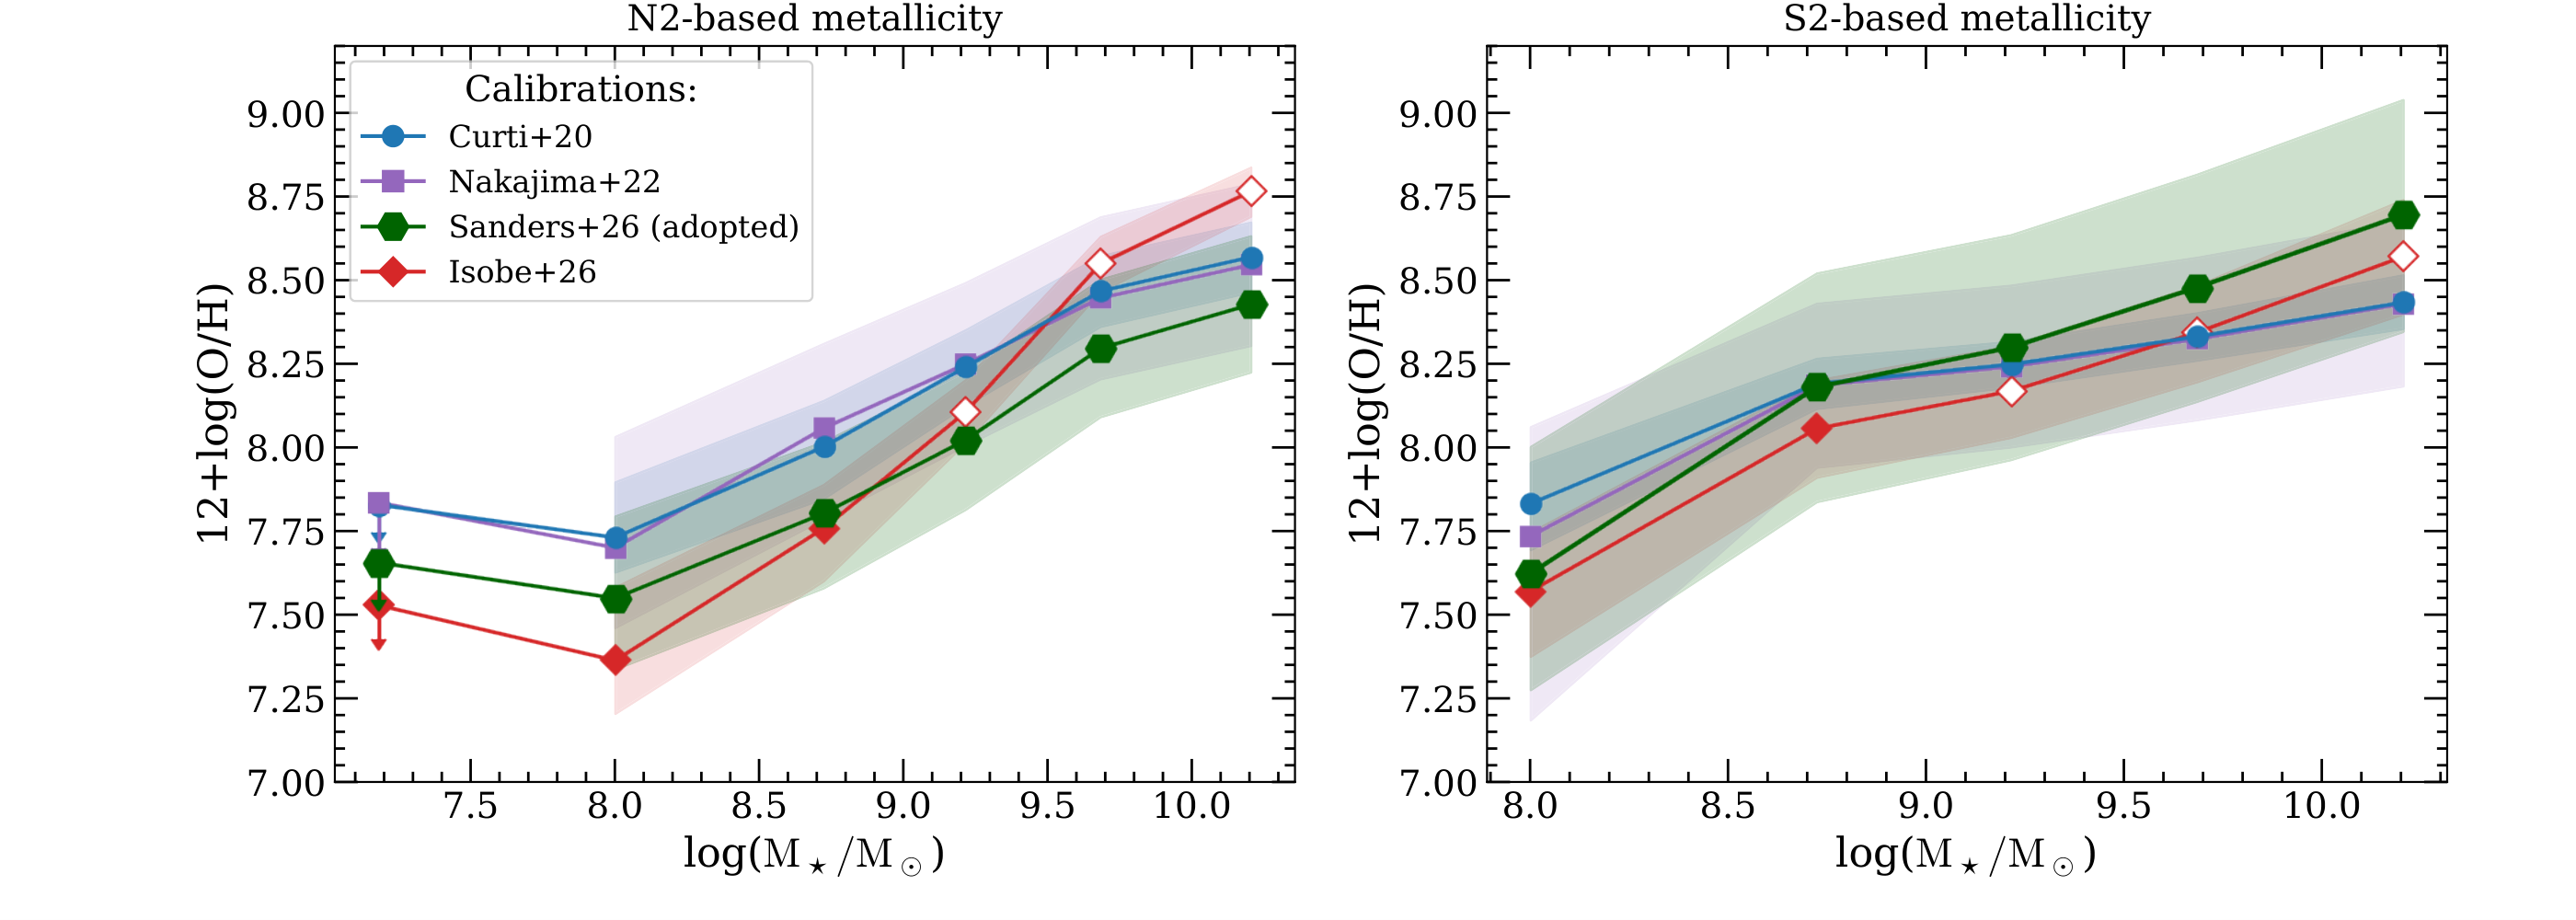 N2-based metallicity
12+log(O/H)
9.00
8.75
8.50
8.25
8.00
7.75
7.50
7.25
7.00
Calibrations:
Curti+20
Nakajima+22
Sanders+26 (adopted)
Isobe+26
7.5 8.0 8.5 9.0 9.5 10.0
log(M⋆/M⊙)
S2-based metallicity
12+log(O/H)
9.00
8.75
8.50
8.25
8.00
7.75
7.50
7.25
7.00
8.0 8.5 9.0 9.5 10.0
log(M⋆/M⊙)